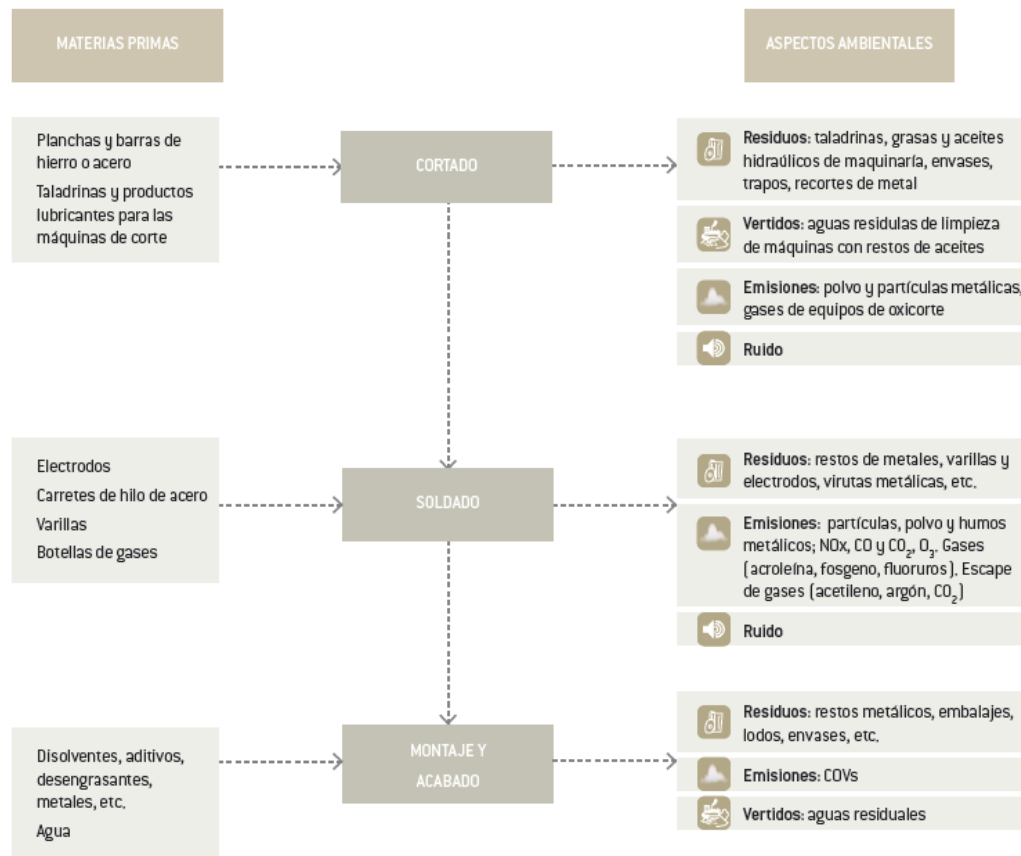 MATERIAS PRIMAS
ASPECTOS AMBIENTALES
Planchas y barras de
hierro o acero
Taladrinas y productos
lubricantes para las
máquinas de corte
CORTADO
Residuos: taladrinas, grasas y aceites
hidraúlicos de maquinaría, envases,
trapos, recortes de metal
Vertidos: aguas residulas de limpieza
de máquinas con restos de aceites
Emisiones: polvo y partículas metálicas,
gases de equipos de oxicorte
Ruido
Electrodos
Carretes de hilo de acero
Varillas
Botellas de gases
SOLDADO
Residuos: restos de metales, varillas y
electrodos, virutas metálicas, etc.
Emisiones: partículas, polvo y humos
metálicos; NOx, CO y CO₂, O₃. Gases
(acroleína, fosgeno, fluoruros). Escape
de gases (acetileno, argón, CO₂)
Ruido
Disolventes, aditivos,
desengrasantes,
metales, etc.
Agua
MONTAJE Y
ACABADO
Residuos: restos metálicos, embalajes,
lodos, envases, etc.
Emisiones: COVs
Vertidos: aguas residuales